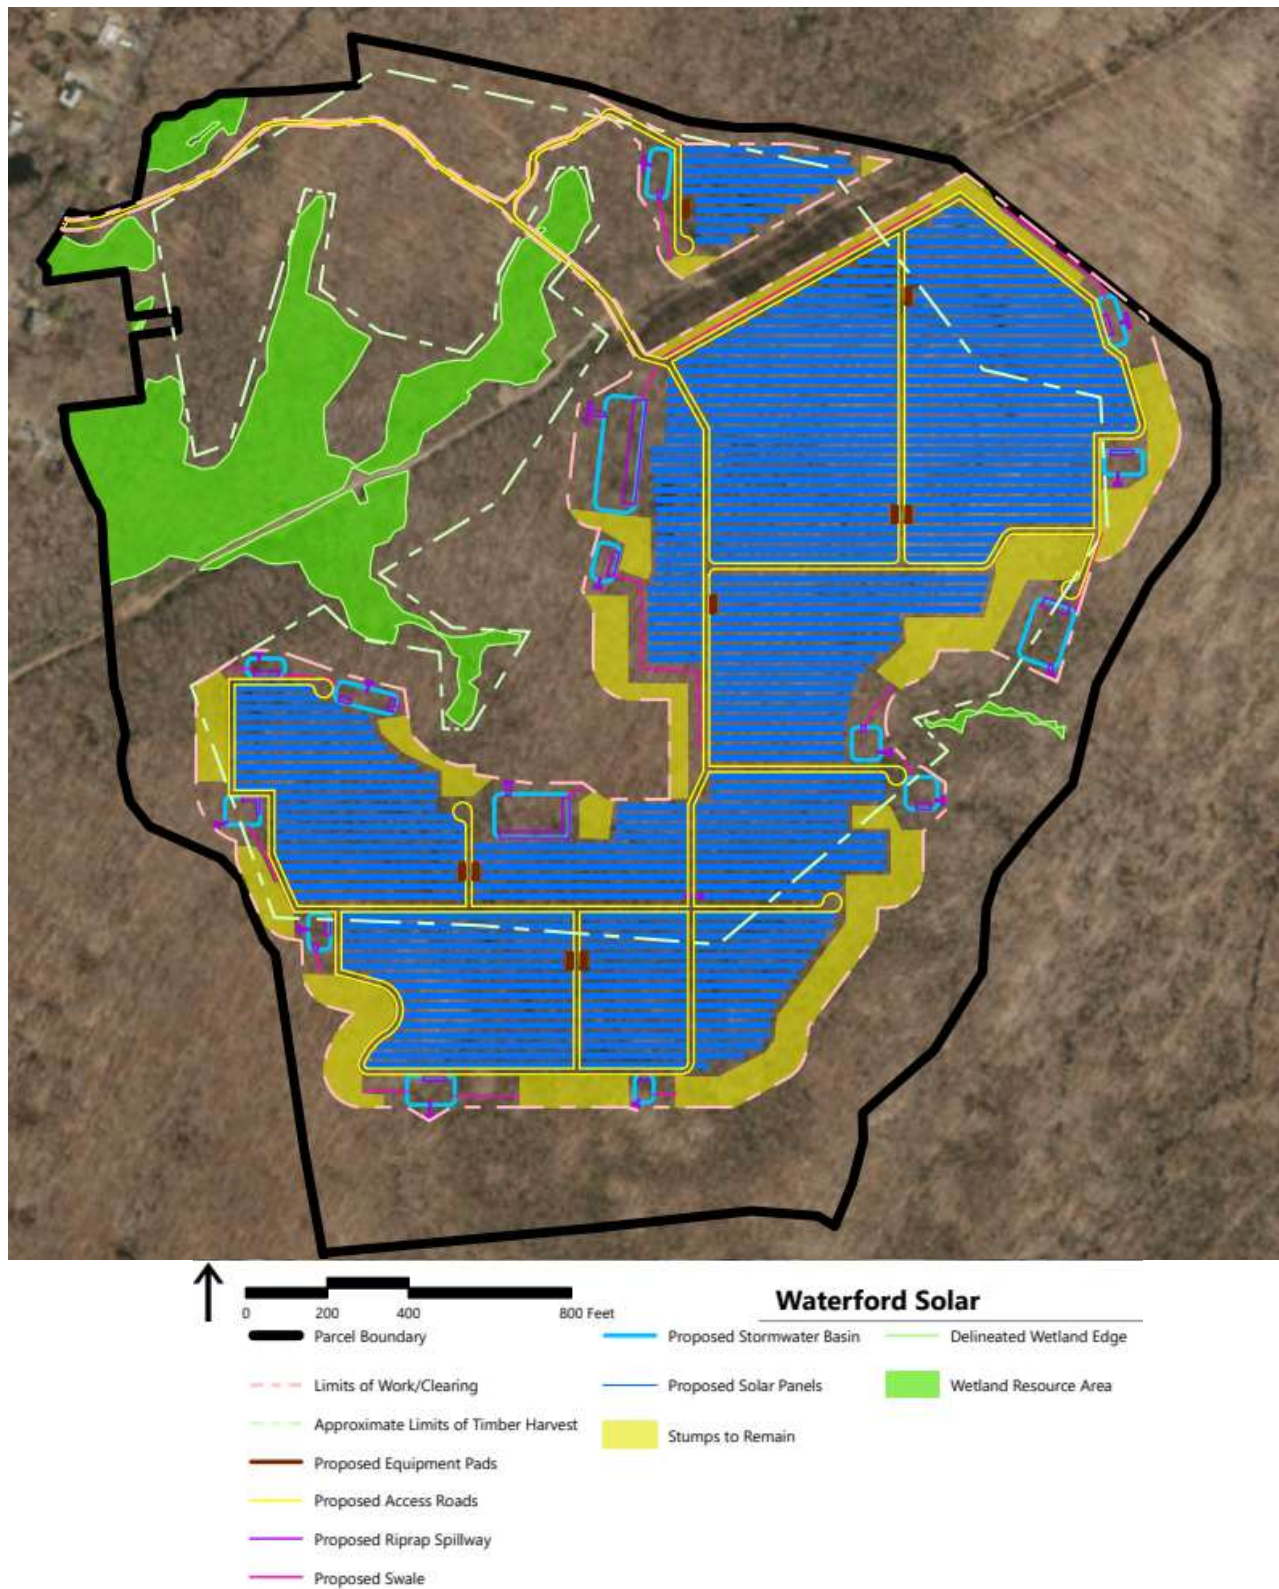 0 200 400 800 Feet
Waterford Solar
Parcel Boundary
Proposed Stormwater Basin
Delineated Wetland Edge
Limits of Work/Clearing
Proposed Solar Panels
Wetland Resource Area
Approximate Limits of Timber Harvest
Stumps to Remain
Proposed Equipment Pads
Proposed Access Roads
Proposed Riprap Spillway
Proposed Swale